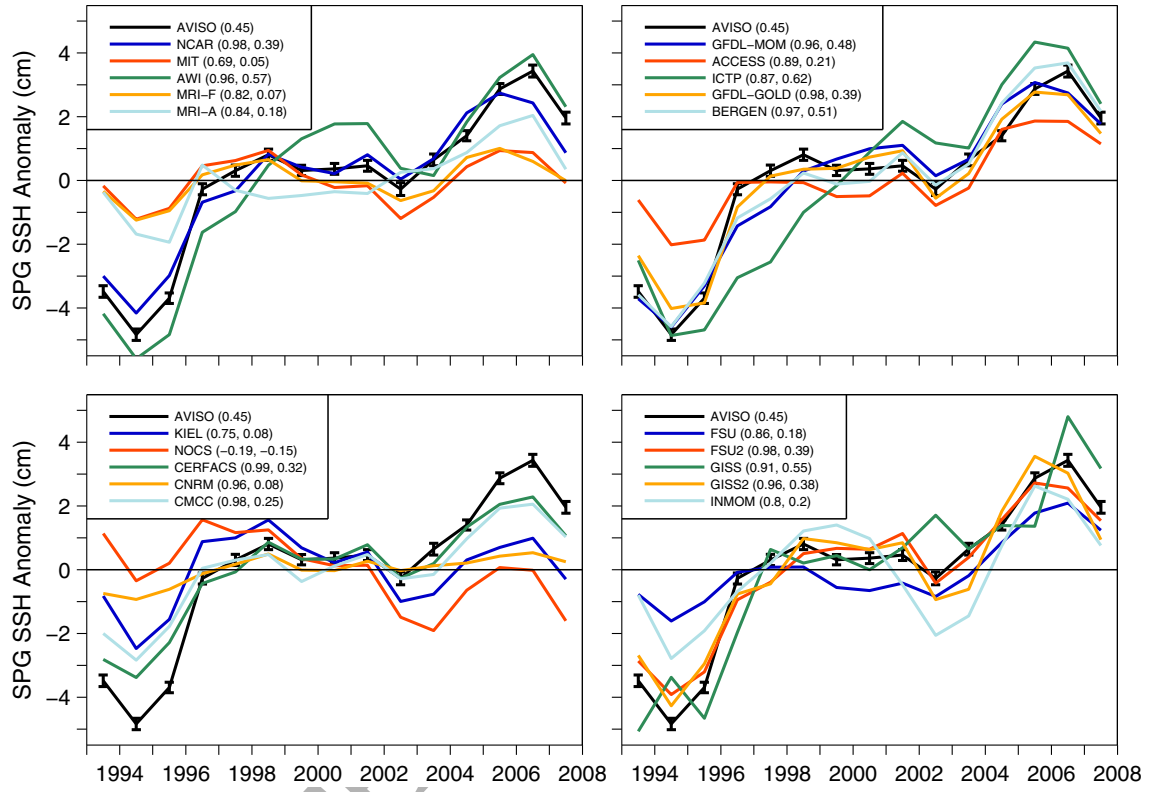 SPG SSH Anomaly (cm)
4
2
0
−2
−4
AVISO (0.45)
NCAR (0.98, 0.39)
MIT (0.69, 0.05)
AWI (0.96, 0.57)
MRI−F (0.82, 0.07)
MRI−A (0.84, 0.18)
AVISO (0.45)
GFDL−MOM (0.96, 0.48)
ACCESS (0.89, 0.21)
ICTP (0.87, 0.62)
GFDL−GOLD (0.98, 0.39)
BERGEN (0.97, 0.51)
SPG SSH Anomaly (cm)
4
2
0
−2
−4
AVISO (0.45)
KIEL (0.75, 0.08)
NOCS (−0.19, −0.15)
CERFACS (0.99, 0.32)
CNRM (0.96, 0.08)
CMCC (0.98, 0.25)
1994 1996 1998 2000 2002 2004 2006 2008
AVISO (0.45)
FSU (0.86, 0.18)
FSU2 (0.98, 0.39)
GISS (0.91, 0.55)
GISS2 (0.96, 0.38)
INMOM (0.8, 0.2)
1994 1996 1998 2000 2002 2004 2006 2008